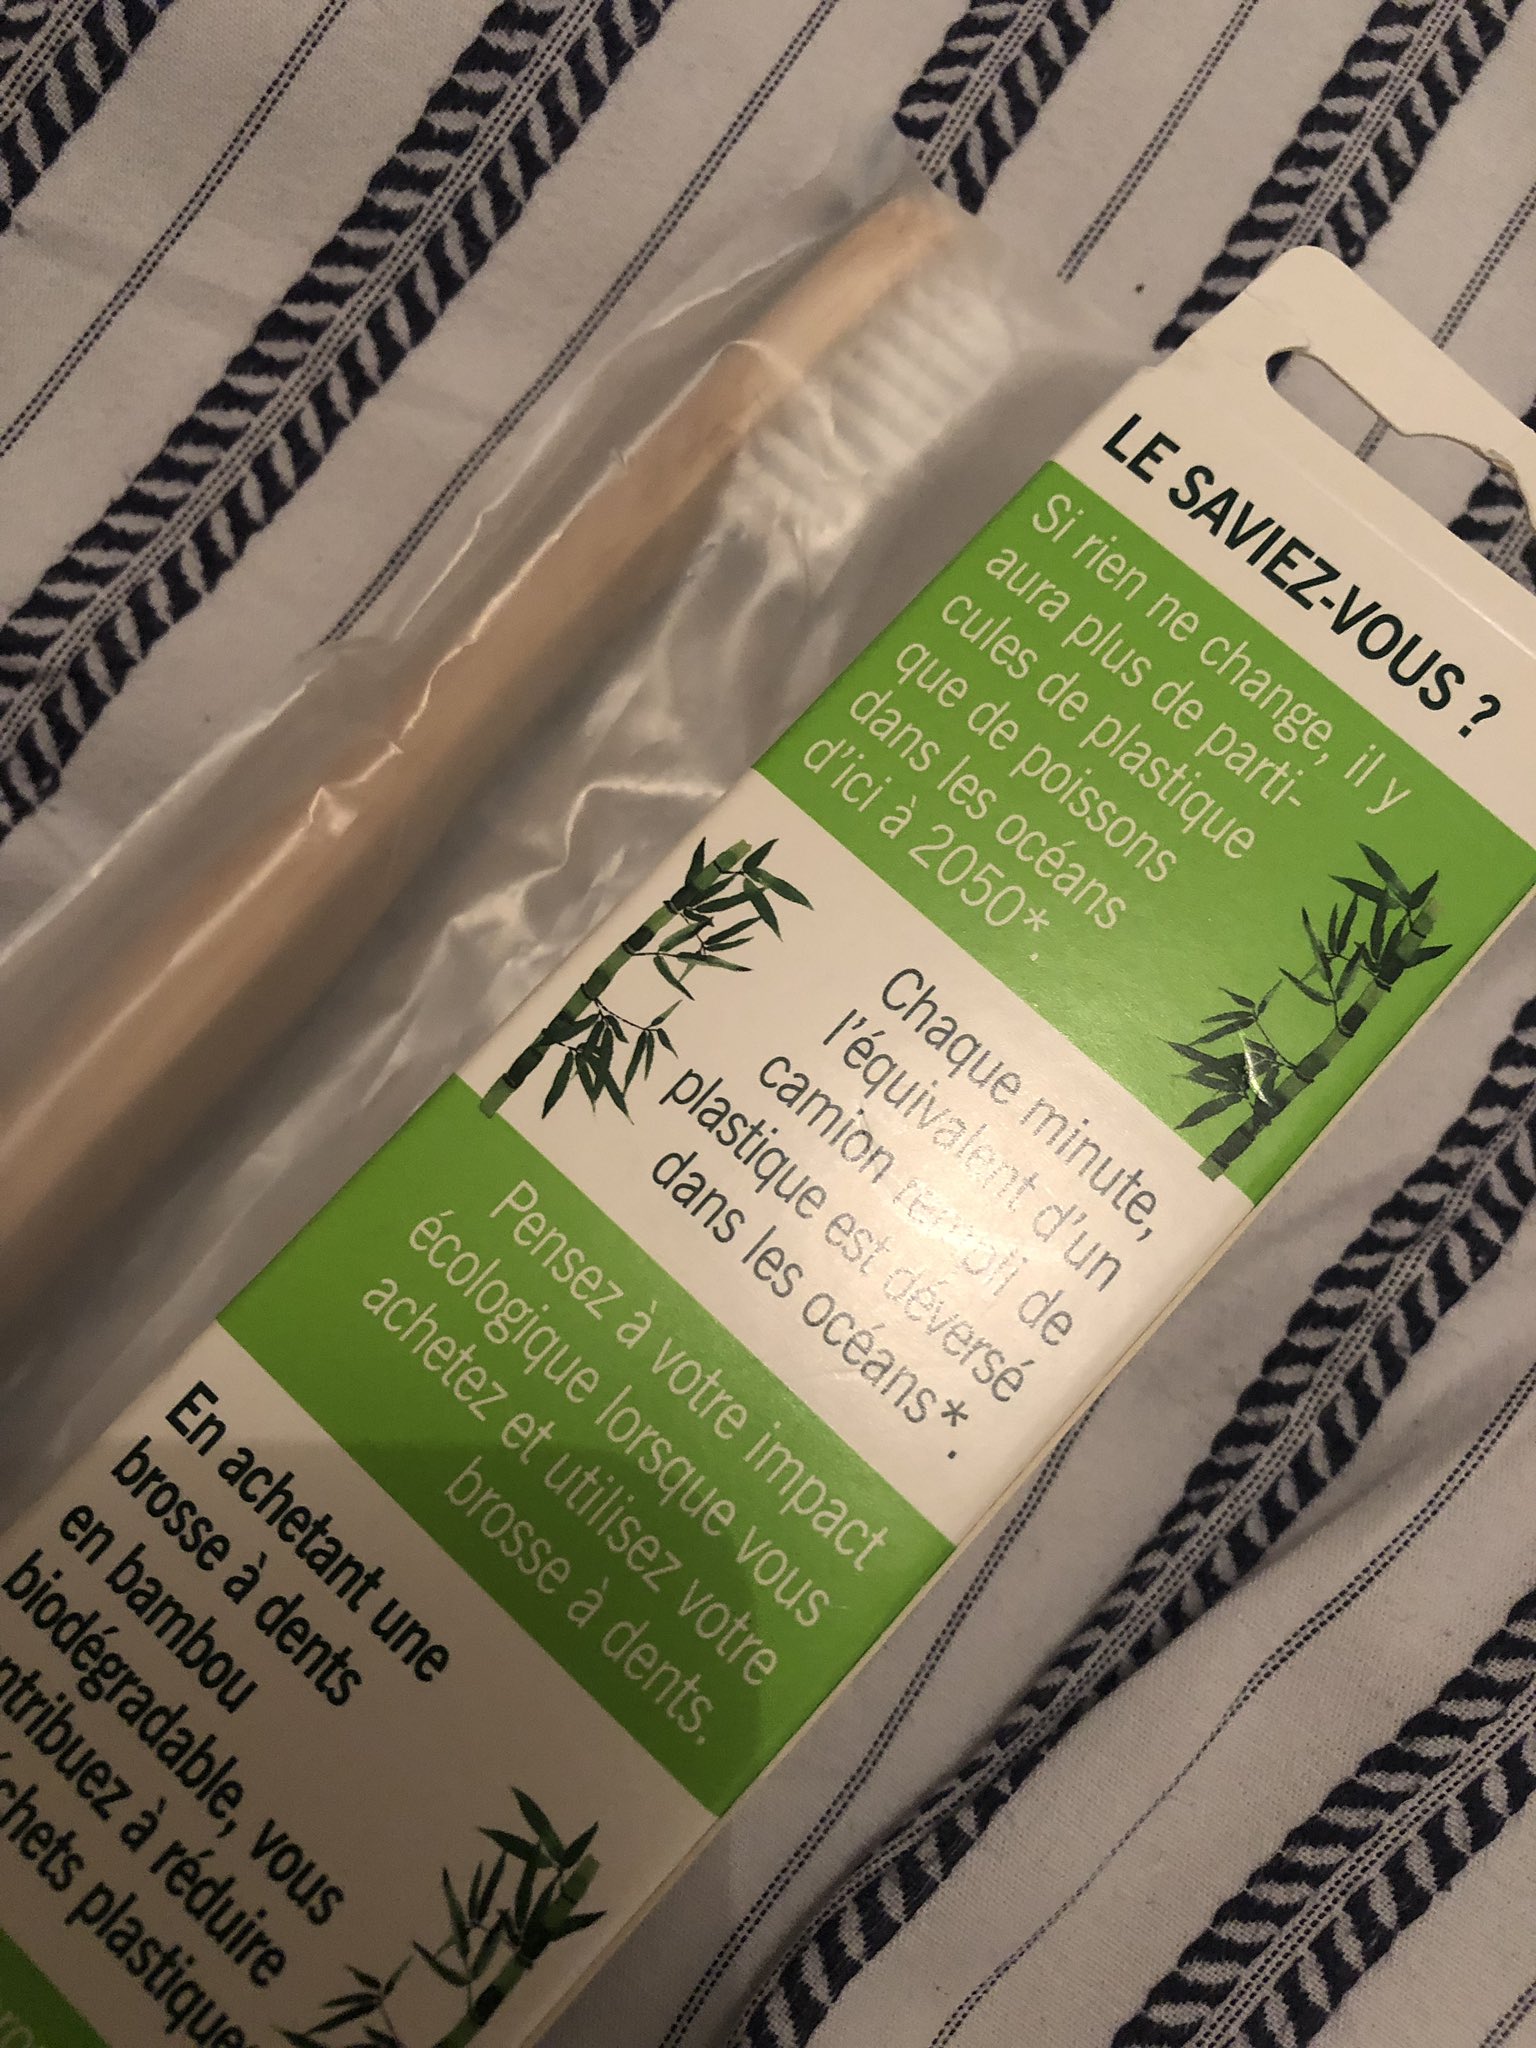 LE SAVIEZ-VOUS ?
Si rien ne change, il y
aura plus de parti-
cules de plastique
que de poissons
dans les océans
d'ici à 2050*.
Chaque minute,
l'équivalent d'un
camion rempli de
plastique est déversé
dans les océans*.
Pensez à votre impact
écologique lorsque vous
achetez et utilisez votre
brosse à dents.
En achetant une
brosse à dents
en bambou
biodégradable, vous
à réduire
plastiques